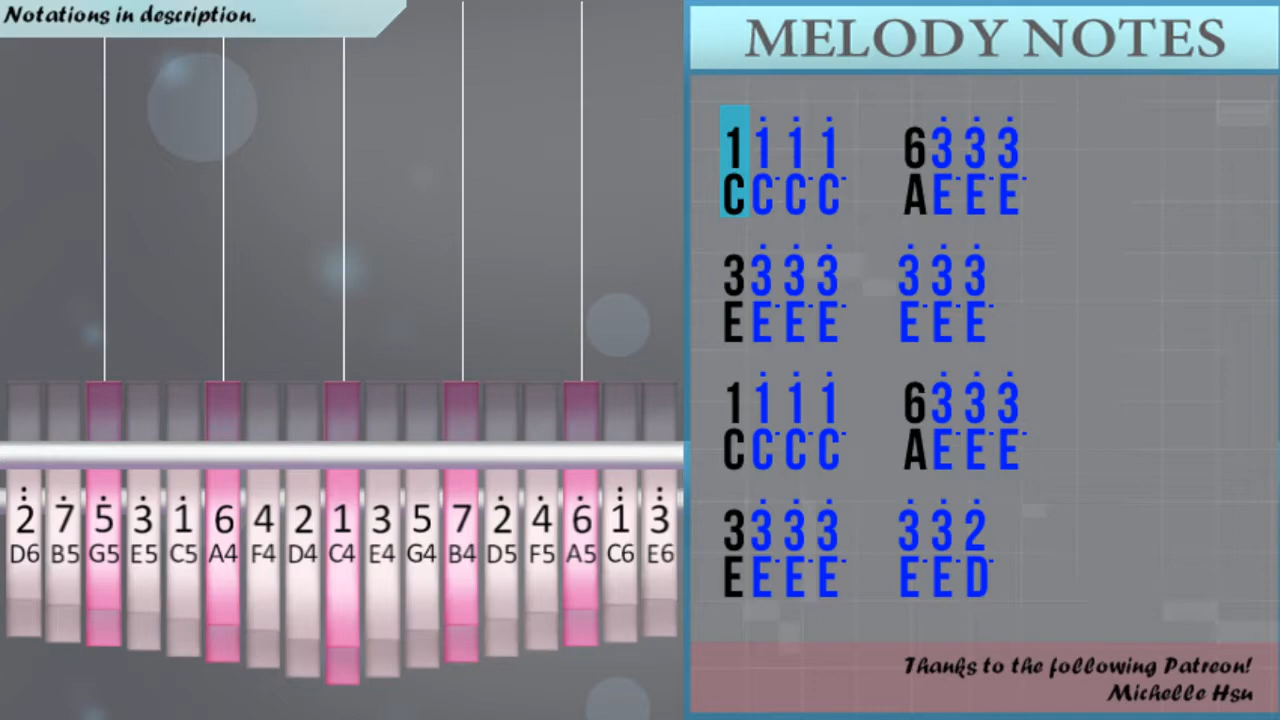 Notations in description.
MELODY NOTES
1 1̇ 1̇ 1̇ 6 3̇ 3̇ 3̇
C C˙ C˙ C˙ A E˙ E˙ E˙
3 3̇ 3̇ 3̇ 3̇ 3̇ 3̇
E E˙ E˙ E˙ E˙ E˙ E˙
1 1̇ 1̇ 1̇ 6 3̇ 3̇ 3̇
C C˙ C˙ C˙ A E˙ E˙ E˙
3 3̇ 3̇ 3̇ 3̇ 3̇ 2̇
E E˙ E˙ E˙ E˙ E˙ D˙
2̈ 7̇ 5̇ 3̇ 1̇ 6 4 2 1 3 5 7 2̇ 4̇ 6̇ 1̈ 3̈
D6 B5 G5 E5 C5 A4 F4 D4 C4 E4 G4 B4 D5 F5 A5 C6 E6
Thanks to the following Patreon!
Michelle Hsu